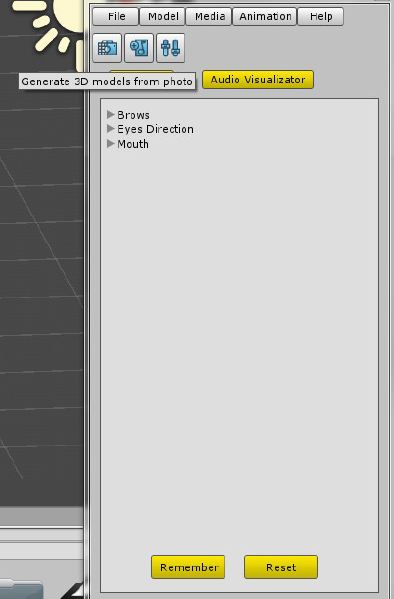 File Model Media Animation Help
Generate 3D models from photo
Audio Visualizator
Brows
Eyes Direction
Mouth
Remember Reset